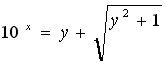 10^x = y + √(y^2 + 1)